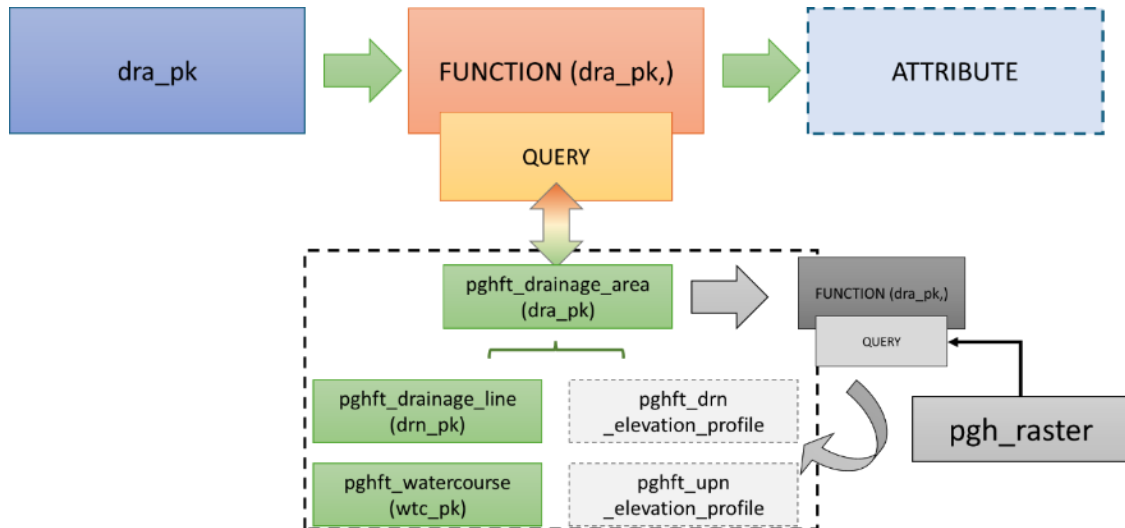 dra_pk
FUNCTION (dra_pk,)
ATTRIBUTE
QUERY
pghft_drainage_area
(dra_pk)
FUNCTION (dra_pk,)
QUERY
pghft_drainage_line
(drn_pk)
pghft_drn
_elevation_profile
pgh_raster
pghft_watercourse
(wtc_pk)
pghft_upn
_elevation_profile